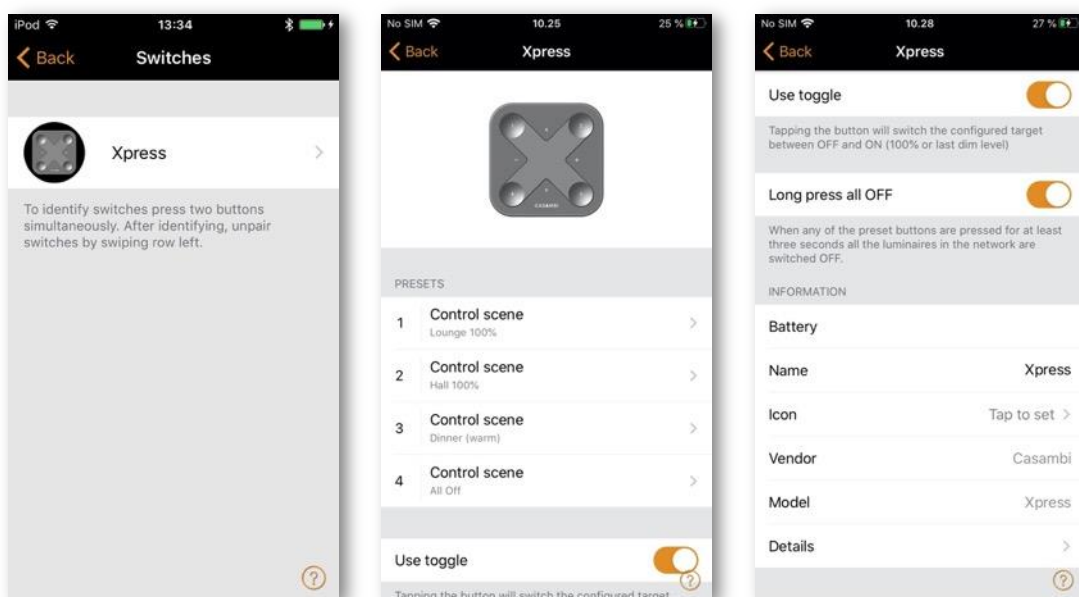 iPod 13:34
Back Switches
Xpress
To identify switches press two buttons
simultaneously. After identifying, unpair
switches by swiping row left.
?
No SIM 10.25 25 %
Back Xpress
CASAMBI
PRESETS
1 Control scene
Lounge 100%
2 Control scene
Hall 100%
3 Control scene
Dinner (warm)
4 Control scene
All Off
Use toggle
?
Tapping the button will switch the configured target
No SIM 10.28 27 %
Back Xpress
Use toggle
Tapping the button will switch the configured target
between OFF and ON (100% or last dim level)
Long press all OFF
When any of the preset buttons are pressed for at least
three seconds all the luminaires in the network are
switched OFF.
INFORMATION
Battery
Name Xpress
Icon Tap to set
Vendor Casambi
Model Xpress
Details
?